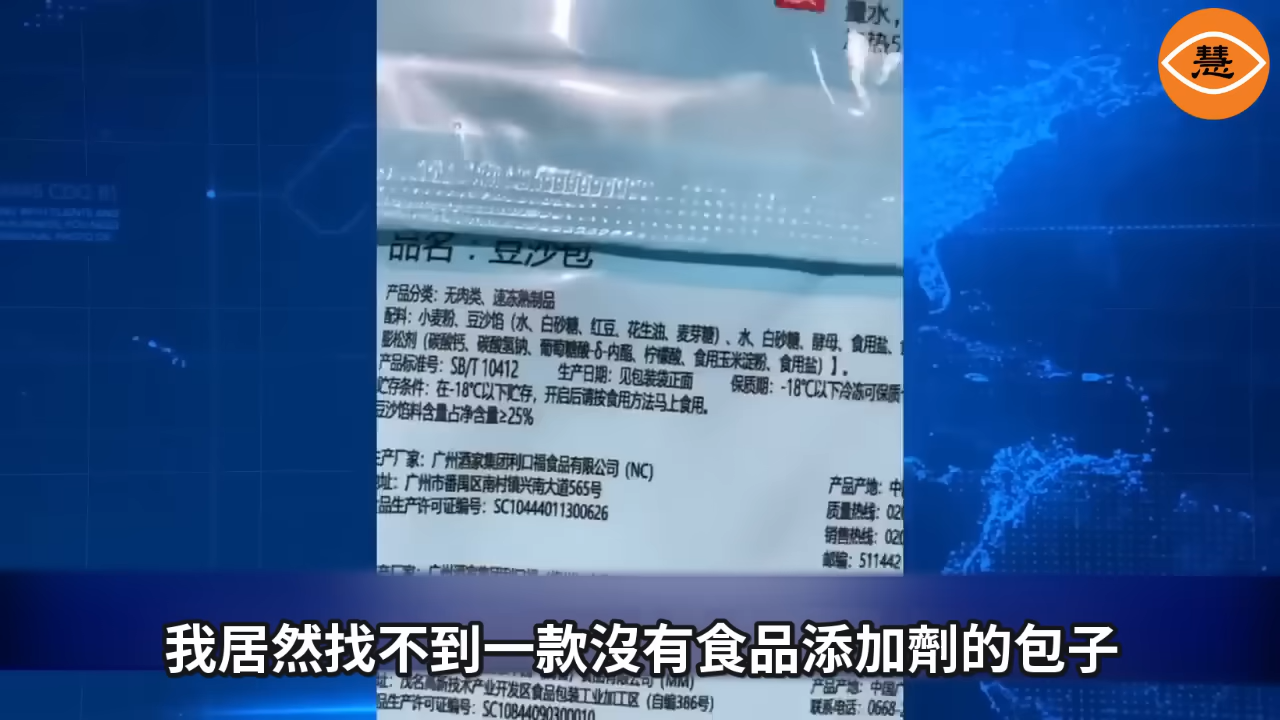 慧
量水，
品名：豆沙包
产品分类：无肉类、速冻熟制品
配料：小麦粉、豆沙馅（水、白砂糖、红豆、花生油、麦芽糖）、水、白砂糖、酵母、食用盐、
膨松剂（碳酸钙、碳酸氢钠、葡萄糖酸-δ-内酯、柠檬酸、食用玉米淀粉、食用盐）】。
产品标准号：SB/T 10412 生产日期：见包装袋正面 保质期：-18℃以下冷冻可保质
贮存条件：在-18℃以下贮存，开启后请按食用方法马上食用。
豆沙馅料含量占净含量≥25%
生产厂家：广州酒家集团利口福食品有限公司（NC）
地址：广州市番禺区南村镇兴南大道565号
食品生产许可证编号：SC10444011300626
产品产地：中
质量热线：020
销售热线：020
邮编：511442
我居然找不到一款沒有食品添加劑的包子
食品有限公司（MM）
址：茂名高新技术产业开发区食品包装工业加工区（自编386号）
品生产许可证编号：SC10844090300010
产品产地：中国广
联系电话：0668-2